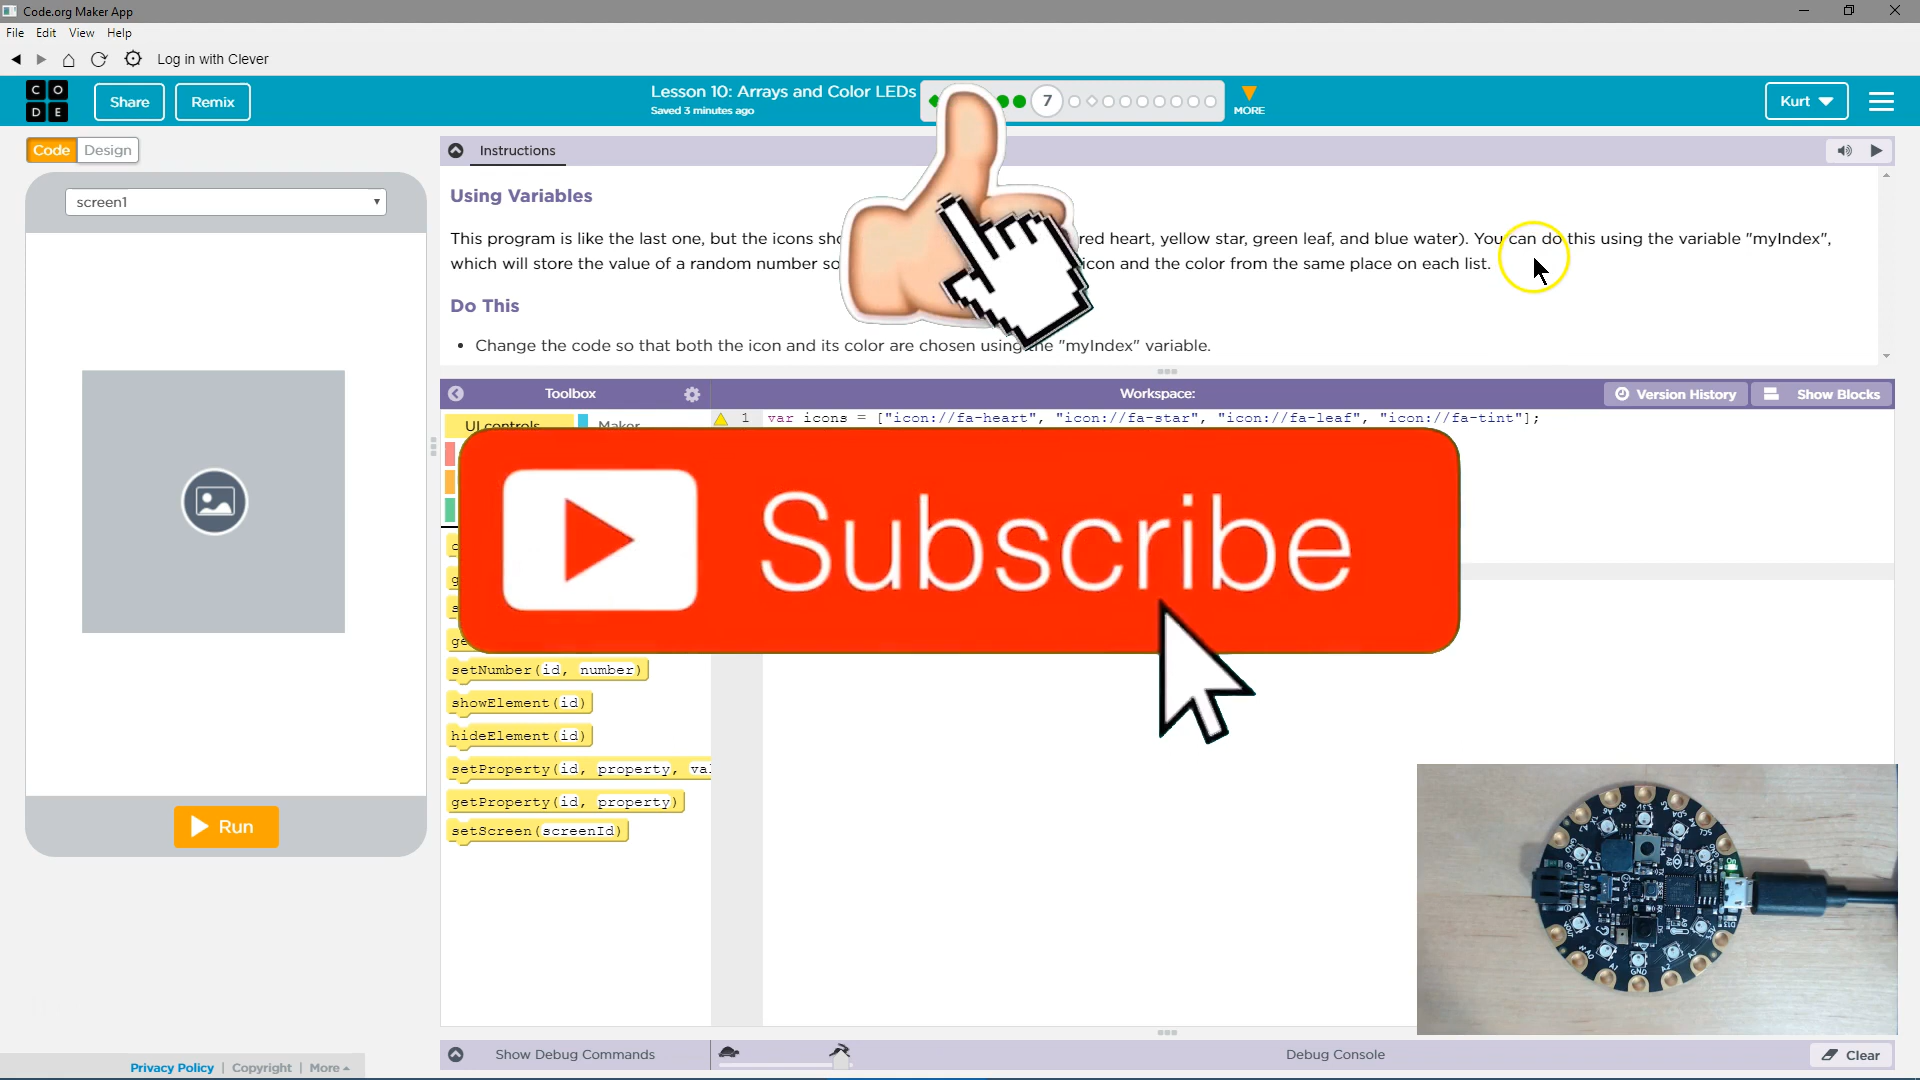 Code.org Maker App
File Edit View Help
Log in with Clever
CODE
Share
Remix
Lesson 10: Arrays and Color LEDs
Saved 3 minutes ago
7
MORE
Kurt
Code
Design
Instructions
screen1
Using Variables
This program is like the last one, but the icons red heart, yellow star, green leaf, and blue water). You can do this using the variable "myIndex",
which will store the value of a random number icon and the color from the same place on each list.
Do This
• Change the code so that both the icon and its color are chosen using the "myIndex" variable.
Toolbox
Workspace:
Version History
Show Blocks
UI controls
Maker
1 var icons = ["icon://fa-heart", "icon://fa-star", "icon://fa-leaf", "icon://fa-tint"];
Subscribe
setNumber(id, number)
showElement(id)
hideElement(id)
setProperty(id, property, val
getProperty(id, property)
setScreen(screenId)
Run
Show Debug Commands
Debug Console
Clear
Privacy Policy | Copyright | More